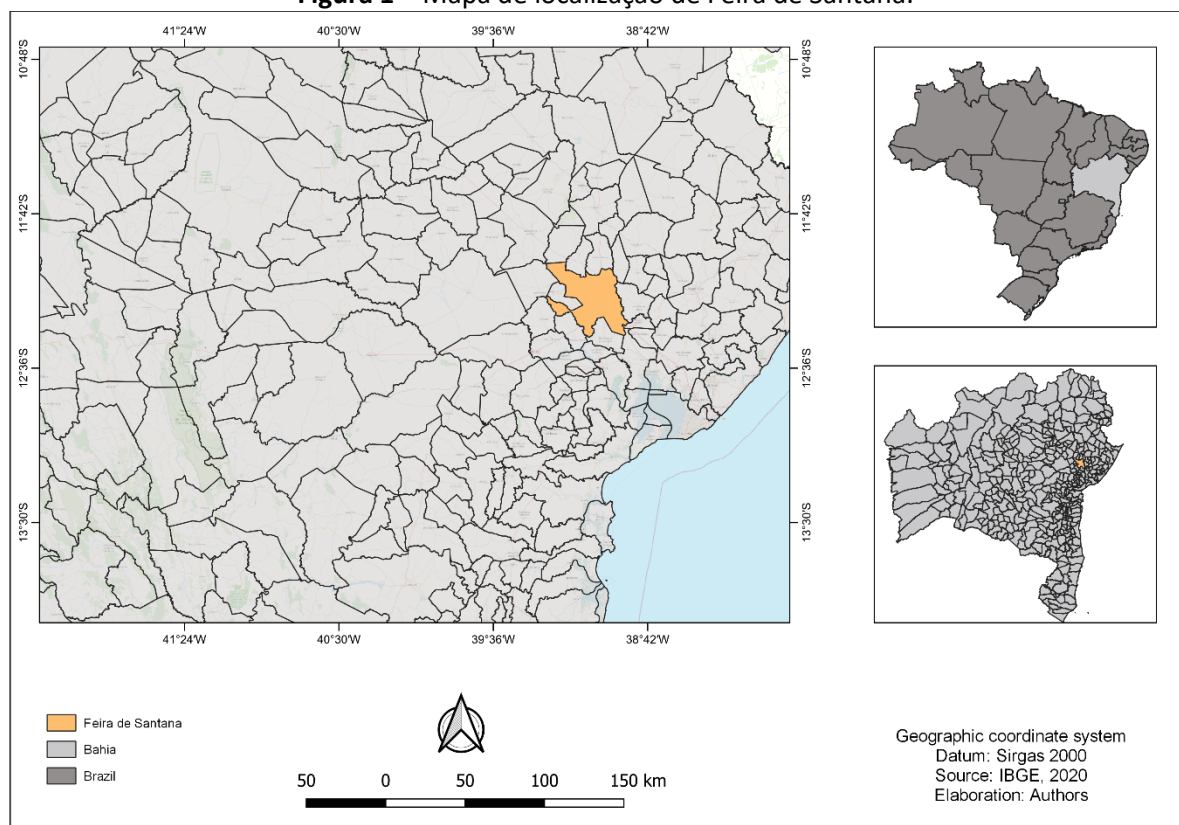 Figura 1 – Mapa de localização de Feira de Santana.
41°24'W 40°30'W 39°36'W 38°42'W
10°48'S 10°48'S
11°42'S 11°42'S
12°36'S 12°36'S
13°30'S 13°30'S
41°24'W 40°30'W 39°36'W 38°42'W
Feira de Santana
Bahia
Brazil
50 0 50 100 150 km
Geographic coordinate system
Datum: Sirgas 2000
Source: IBGE, 2020
Elaboration: Authors